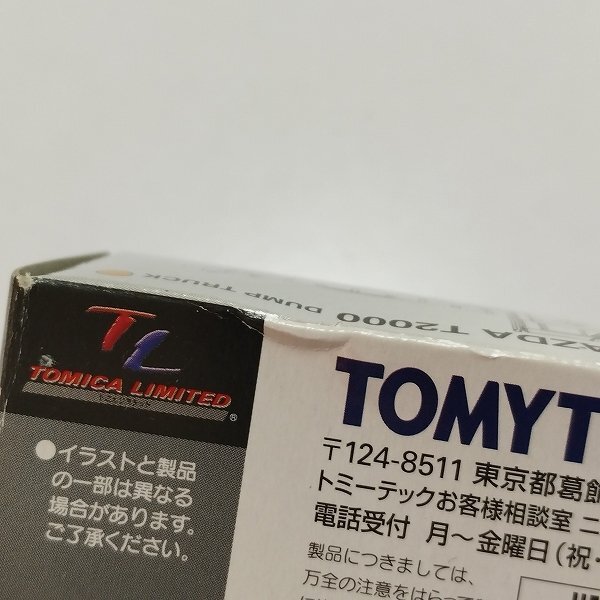 AZDA T2000 DUMP TRUCK
TL
TOMICA LIMITED
®
●イラストと製品
の一部は異なる
場合があります。
ご了承ください。
TOMYT
〒124-8511 東京都葛飾
トミーテックお客様相談室
電話受付 月〜金曜日(祝・
製品につきましては、
万全の注意をはらって